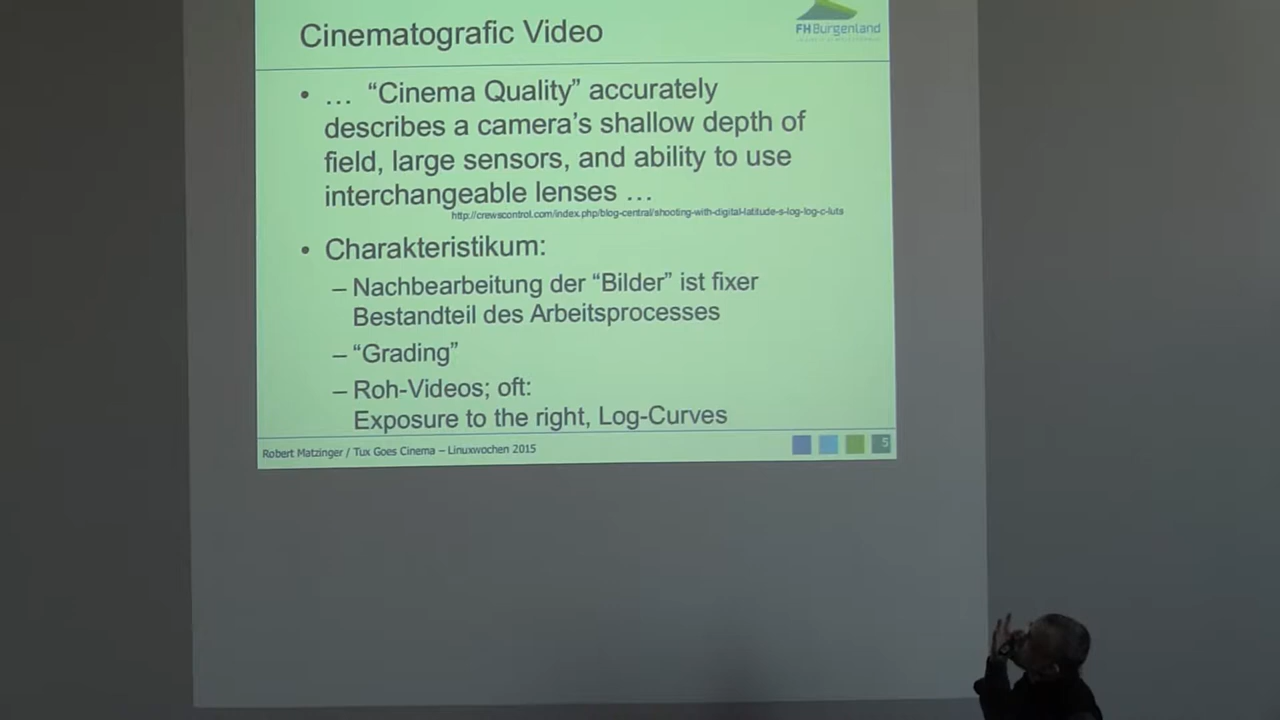 Cinematografic Video
FHBurgenland
• … “Cinema Quality” accurately
describes a camera’s shallow depth of
field, large sensors, and ability to use
interchangeable lenses …
http://crewscontrol.com/index.php/blog-central/shooting-with-digital-latitude-s-log-log-c-luts
• Charakteristikum:
– Nachbearbeitung der “Bilder” ist fixer
Bestandteil des Arbeitsprocesses
– “Grading”
– Roh-Videos; oft:
Exposure to the right, Log-Curves
Robert Matzinger / Tux Goes Cinema – Linuxwochen 2015
5